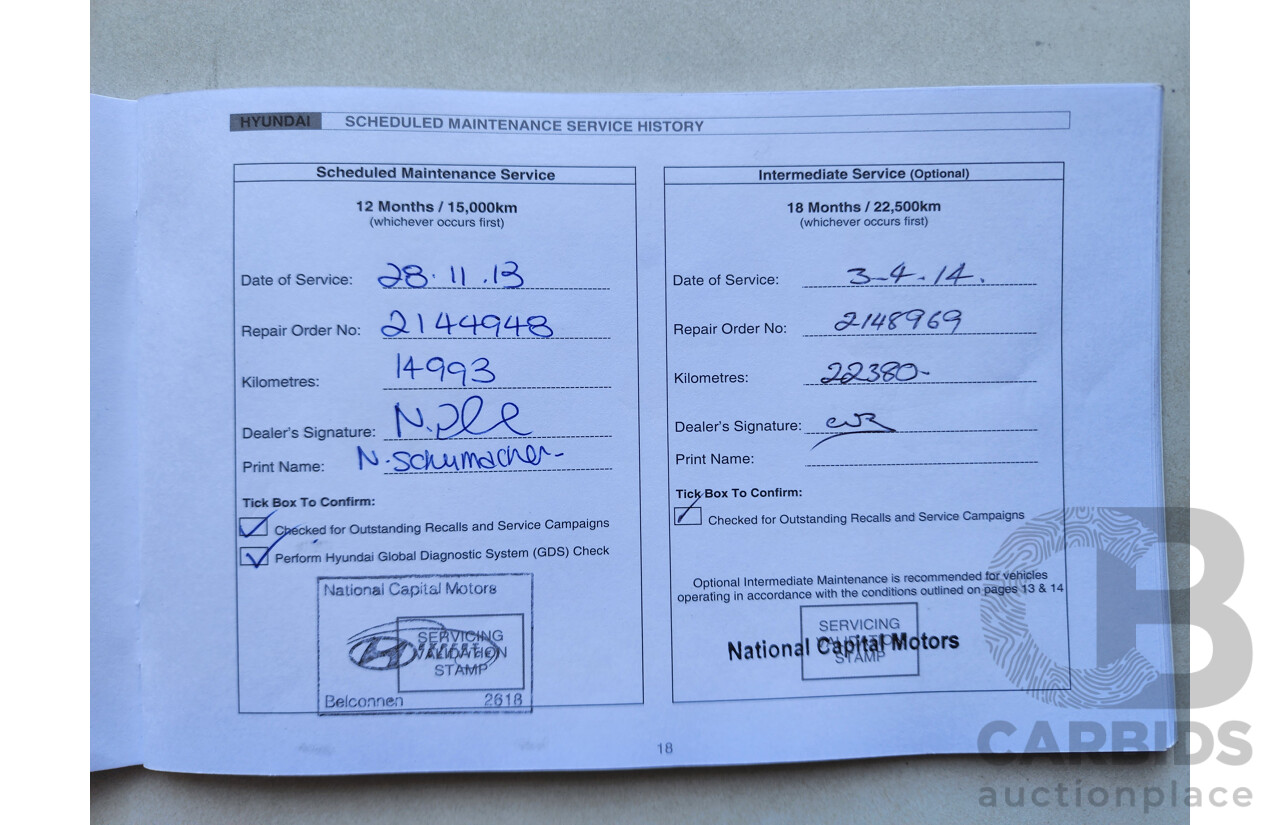 HYUNDAI SCHEDULED MAINTENANCE SERVICE HISTORY
Scheduled Maintenance Service
12 Months / 15,000km
(whichever occurs first)
Date of Service: 28.11.13
Repair Order No: 2144948
Kilometres: 14993
Dealer's Signature:
Print Name: N. Schumacher
Tick Box To Confirm:
Checked for Outstanding Recalls and Service Campaigns
Perform Hyundai Global Diagnostic System (GDS) Check
National Capital Motors
SERVICING
VALIDATION
STAMP
Belconnen 2618
Intermediate Service (Optional)
18 Months / 22,500km
(whichever occurs first)
Date of Service: 3-4-14.
Repair Order No: 2148969
Kilometres: 22380-
Dealer's Signature:
Print Name:
Tick Box To Confirm:
Checked for Outstanding Recalls and Service Campaigns
Optional Intermediate Maintenance is recommended for vehicles
operating in accordance with the conditions outlined on pages 13 & 14
SERVICING
VALIDATION
STAMP
National Capital Motors
18
CB
CARBIDS
auctionplace